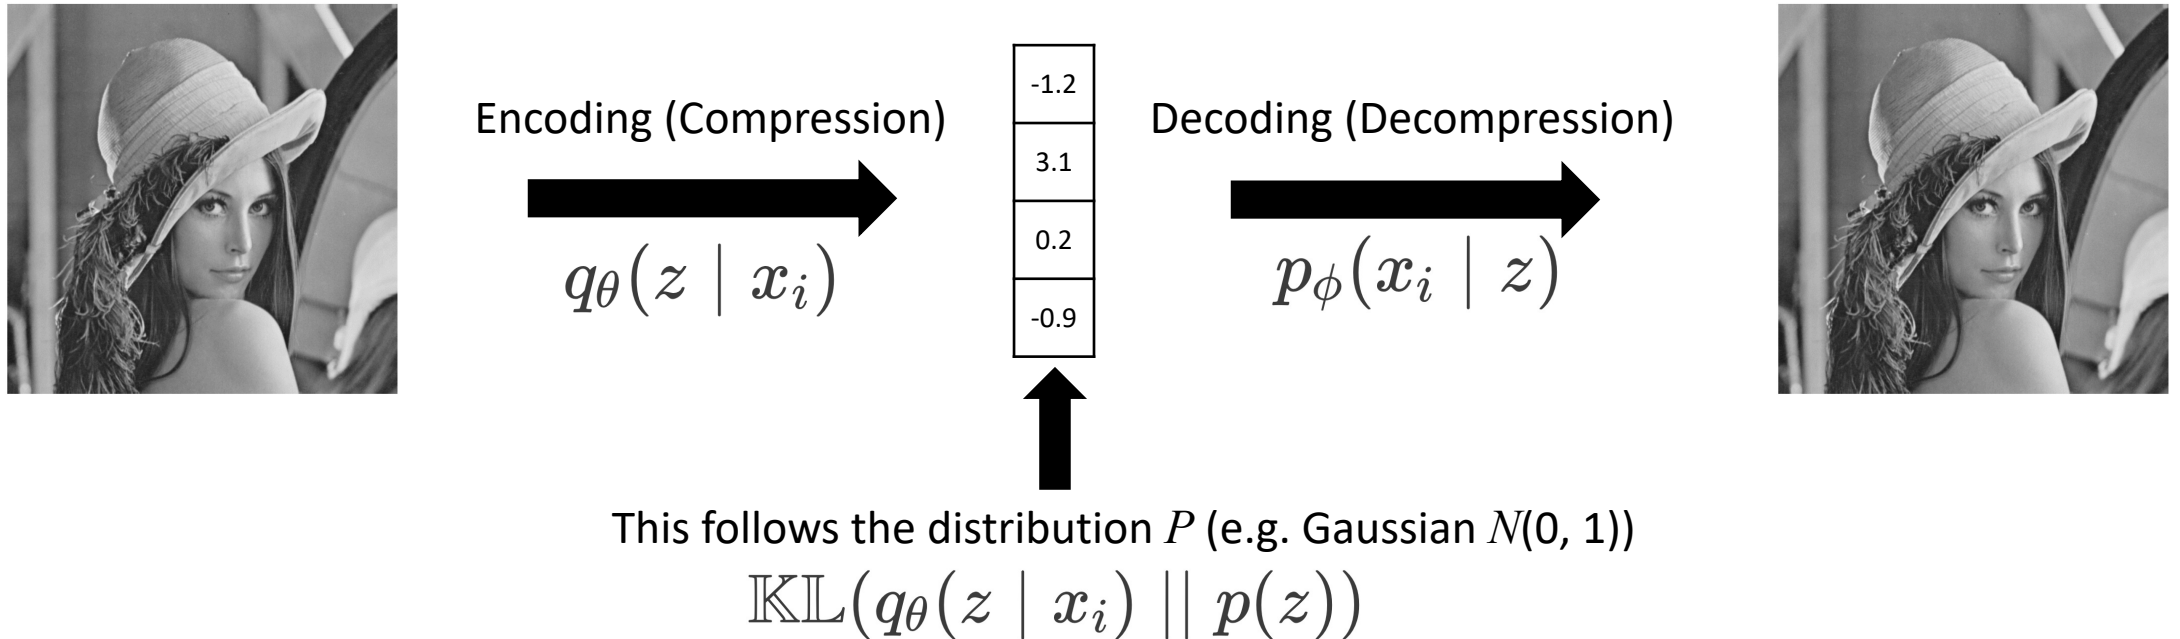 Encoding (Compression)
qθ(z | xi)
-1.2
3.1
0.2
-0.9
Decoding (Decompression)
pϕ(xi | z)
This follows the distribution P (e.g. Gaussian N(0, 1))
𝕂𝕃(qθ(z | xi) || p(z))